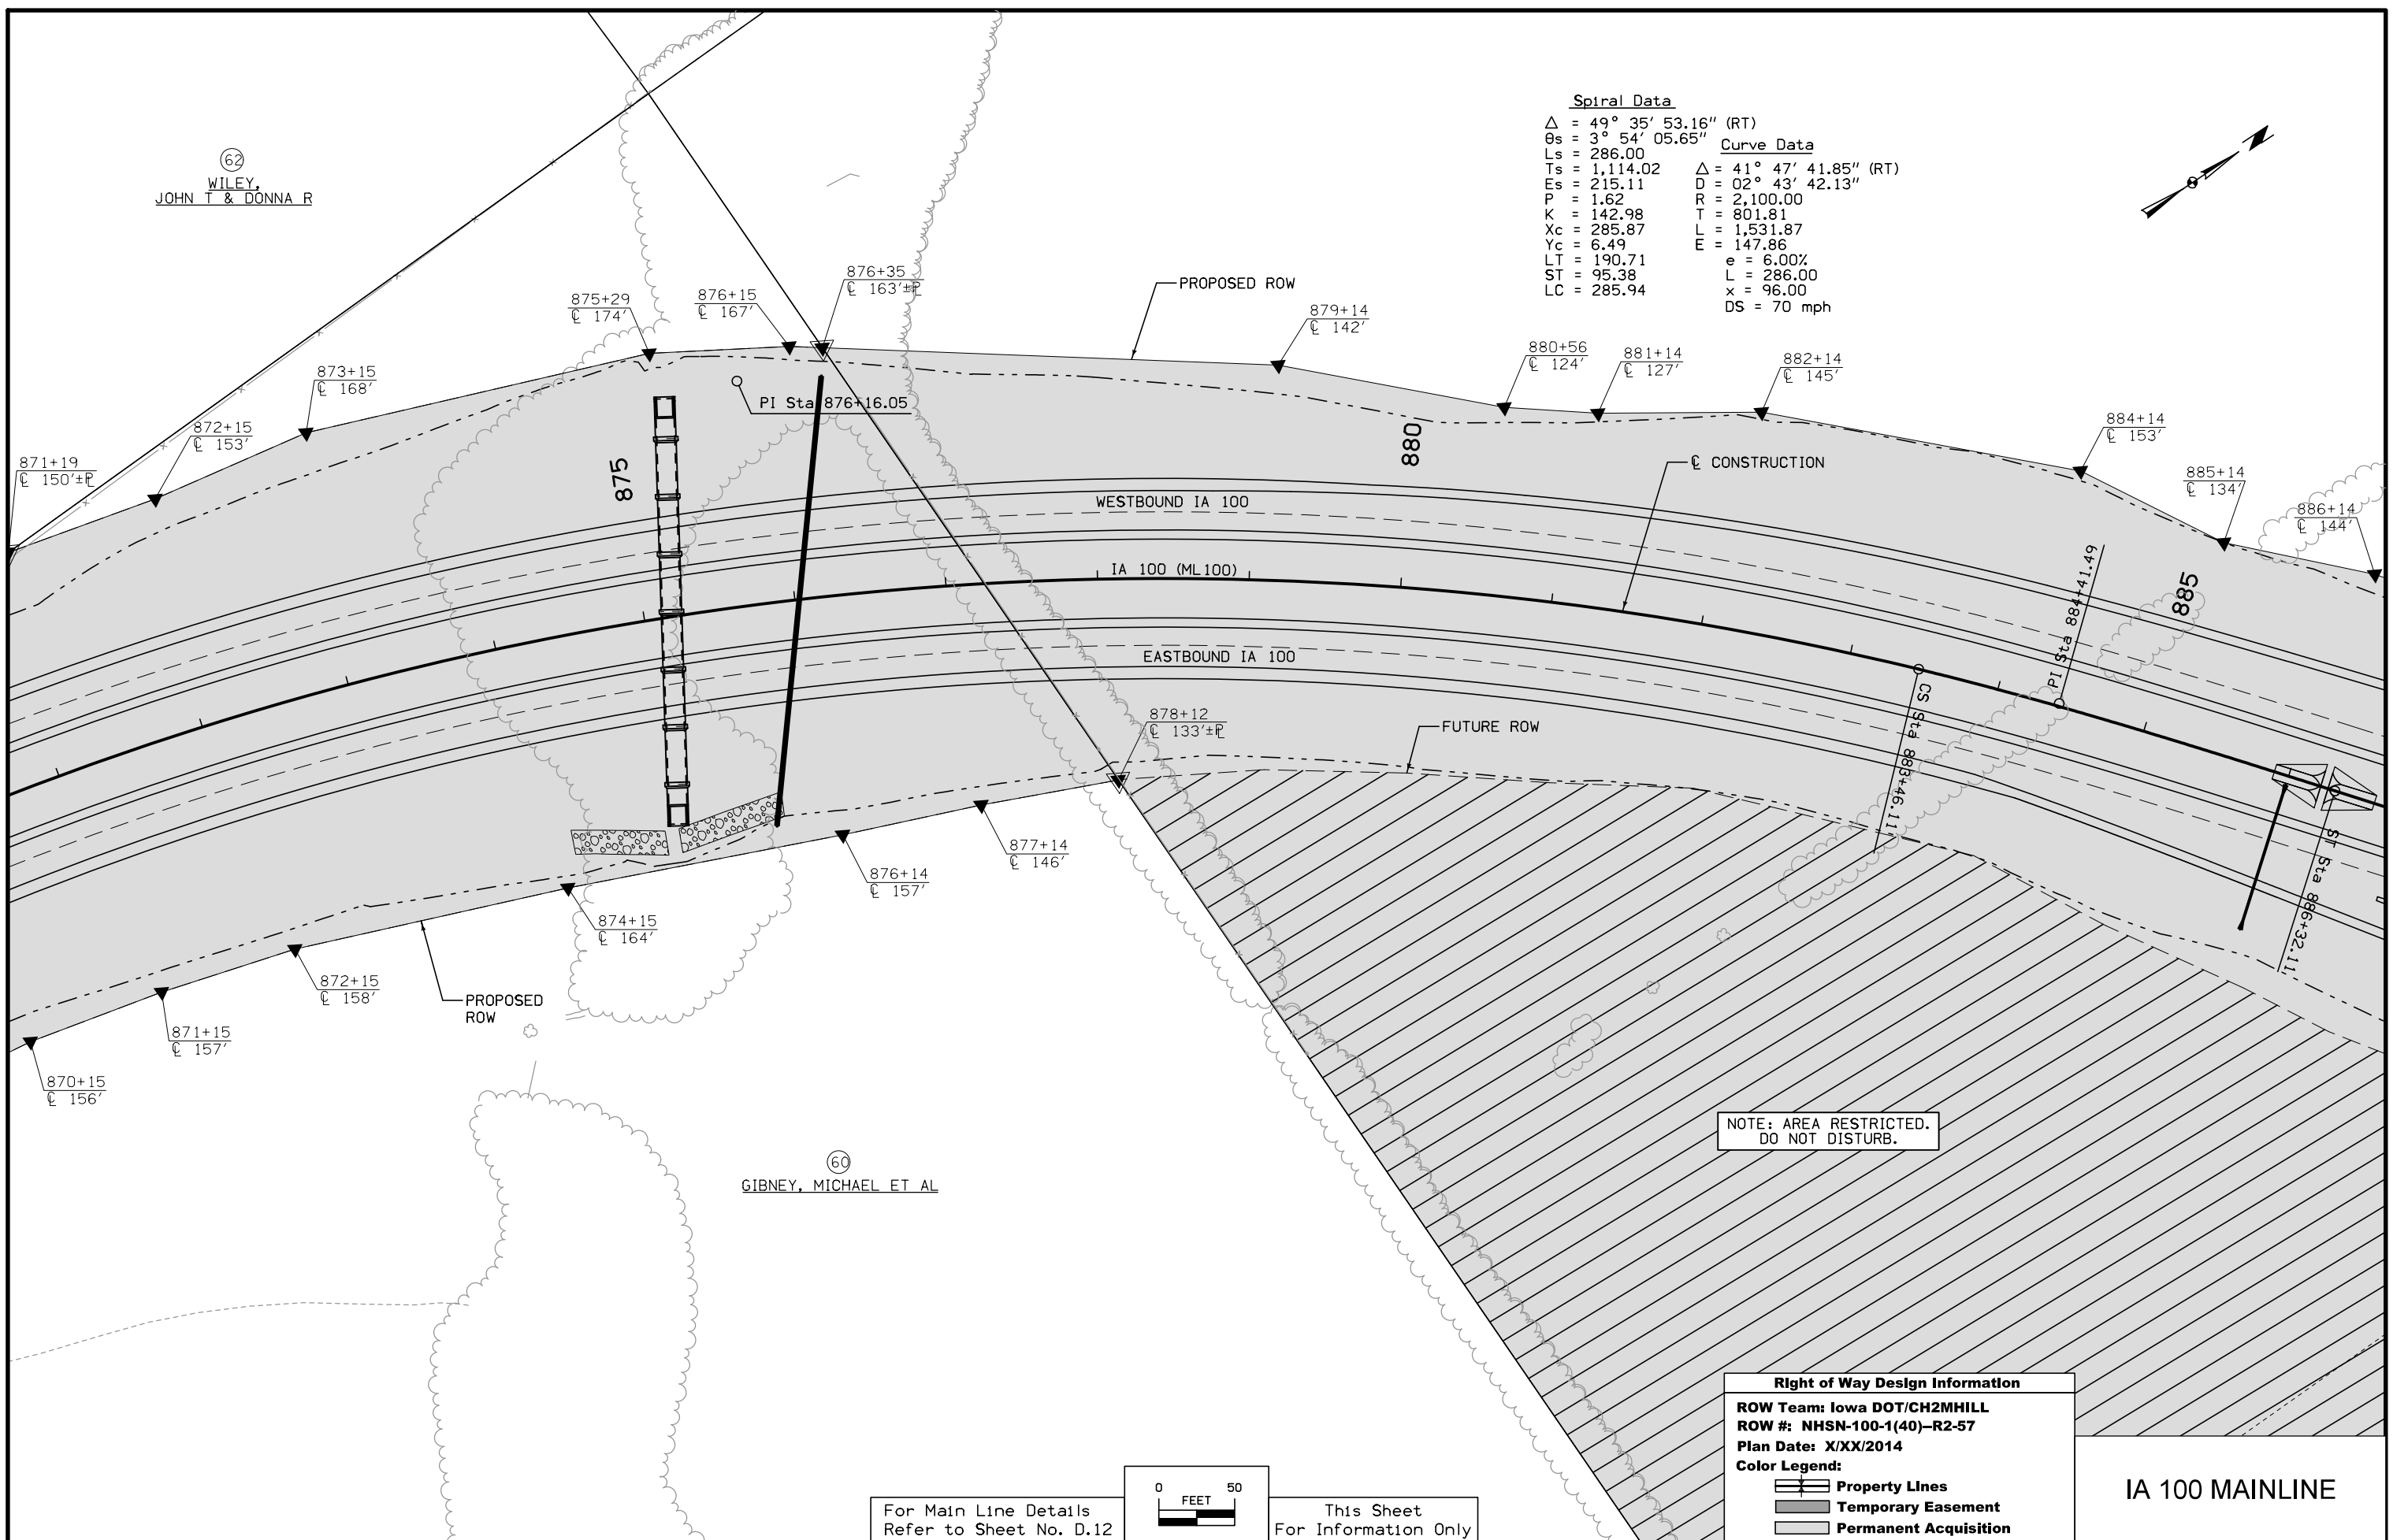 Spiral Data
△ = 49° 35' 53.16" (RT)
θs = 3° 54' 05.65"
Ls = 286.00
Ts = 1,114.02
Es = 215.11
P = 1.62
K = 142.98
Xc = 285.87
Yc = 6.49
LT = 190.71
ST = 95.38
LC = 285.94
Curve Data
△ = 41° 47' 41.85" (RT)
D = 02° 43' 42.13"
R = 2,100.00
T = 801.81
L = 1,531.87
E = 147.86
e = 6.00%
L = 286.00
x = 96.00
DS = 70 mph
N
62
WILEY,
JOHN T & DONNA R
871+19
℄ 150'±PL
872+15
℄ 153'
873+15
℄ 168'
875+29
℄ 174'
876+15
℄ 167'
876+35
℄ 163'±PL
PROPOSED ROW
879+14
℄ 142'
880+56
℄ 124'
881+14
℄ 127'
882+14
℄ 145'
884+14
℄ 153'
885+14
℄ 134'
886+14
℄ 144'
PI Sta 876+16.05
875
880
885
℄ CONSTRUCTION
WESTBOUND IA 100
IA 100 (ML100)
EASTBOUND IA 100
PI Sta 884+41.49
CS Sta 883+46.11
ST Sta 886+32.11
878+12
℄ 133'±PL
FUTURE ROW
877+14
℄ 146'
876+14
℄ 157'
874+15
℄ 164'
872+15
℄ 158'
871+15
℄ 157'
870+15
℄ 156'
PROPOSED
ROW
60
GIBNEY, MICHAEL ET AL
NOTE: AREA RESTRICTED.
DO NOT DISTURB.
For Main Line Details
Refer to Sheet No. D.12
0 50
FEET
This Sheet
For Information Only
Right of Way Design Information
ROW Team: Iowa DOT/CH2MHILL
ROW #: NHSN-100-1(40)--R2-57
Plan Date: X/XX/2014
Color Legend:
Property Lines
Temporary Easement
Permanent Acquisition
IA 100 MAINLINE